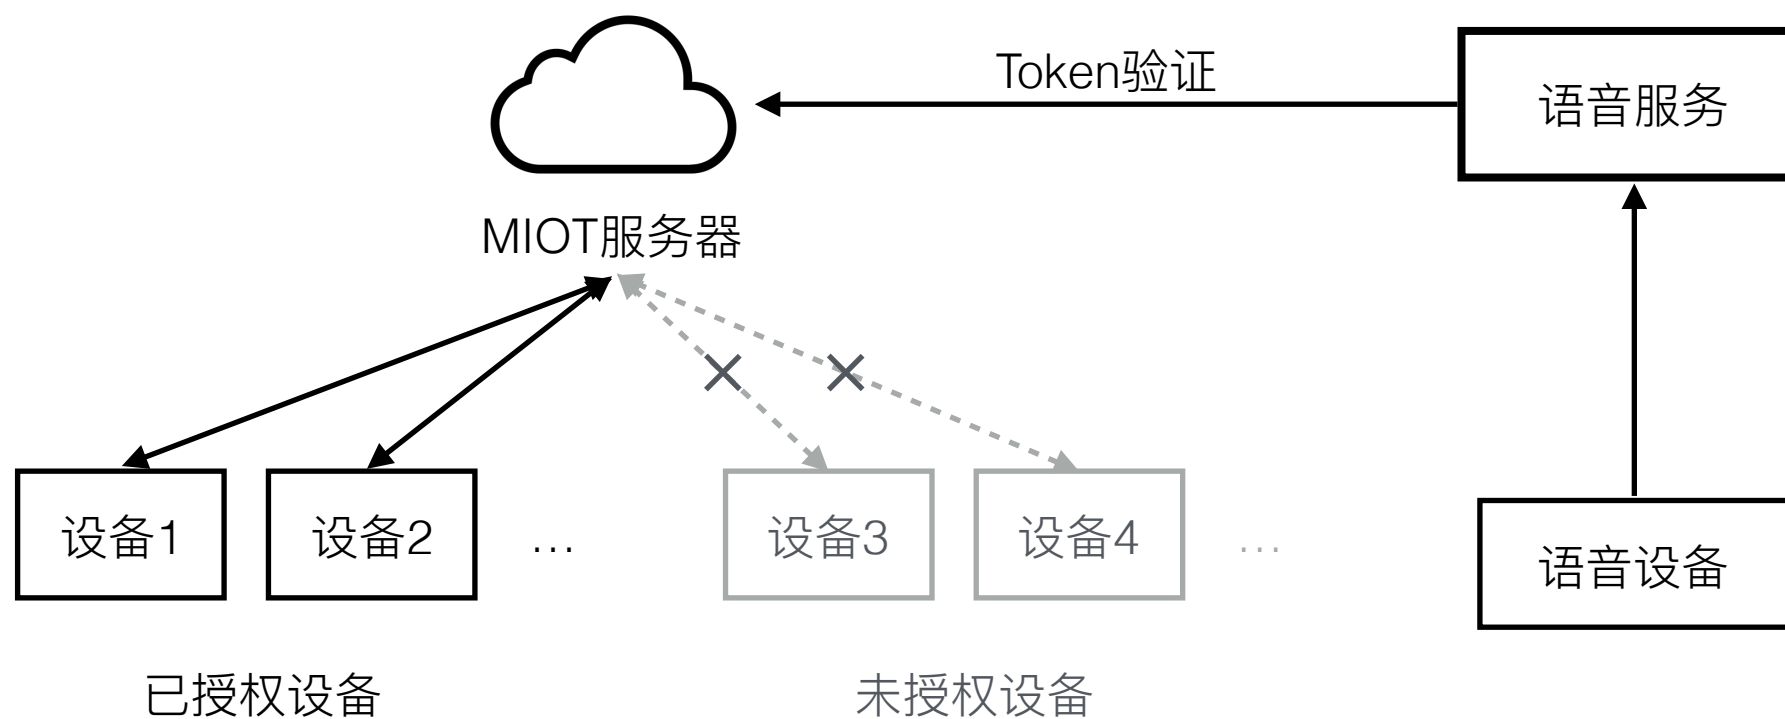 Token验证
语音服务
MIOT服务器
设备1
设备2
...
设备3
设备4
...
语音设备
已授权设备
未授权设备